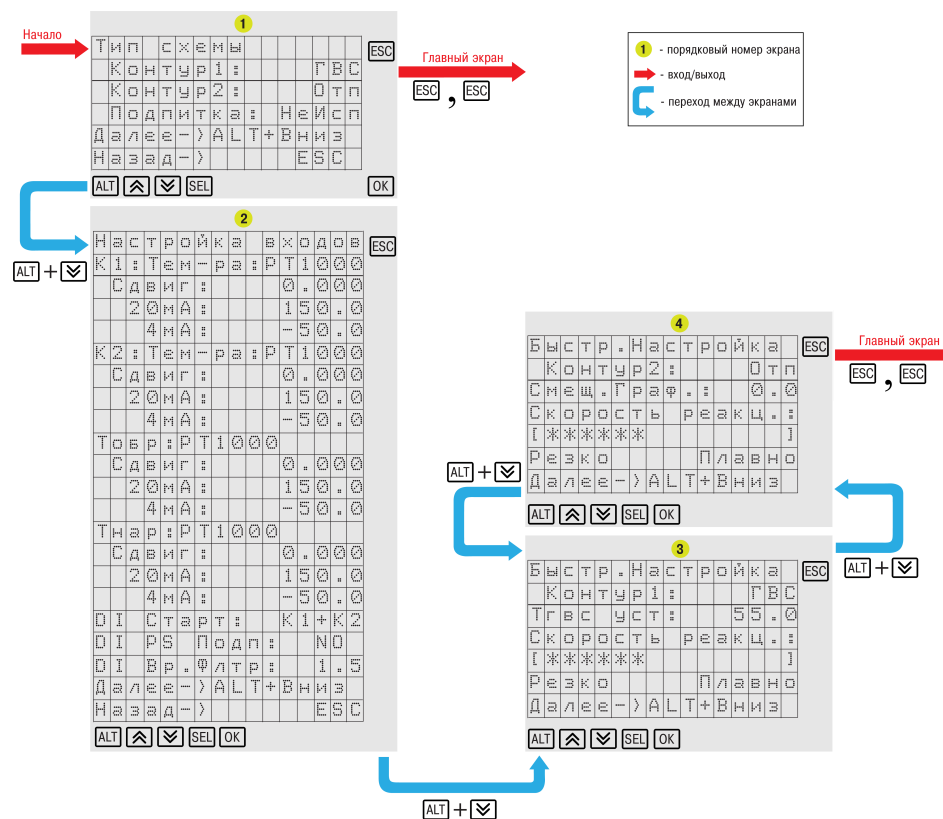 Начало
1
Тип схемы
ESC
Контур1: ГВС
Контур2: Отп
Подпитка: НеИсп
Далее->ALT+Вниз
Назад-> ESC
ALT SEL OK
Главный экран
ESC , ESC
1 - порядковый номер экрана
- вход/выход
- переход между экранами
ALT +
2
Настройка входов
ESC
К1:Тем-ра:PT1000
Сдвиг: 0.000
20мА: 150.0
4мА: -50.0
К2:Тем-ра:PT1000
Сдвиг: 0.000
20мА: 150.0
4мА: -50.0
Тобр:PT1000
Сдвиг: 0.000
20мА: 150.0
4мА: -50.0
Тнар:PT1000
Сдвиг: 0.000
20мА: 150.0
4мА: -50.0
DI Старт: К1+К2
DI PS Подп: NO
DI Вр.Флтр: 1.5
Далее->ALT+Вниз
Назад-> ESC
ALT SEL OK
ALT +
4
Быстр.Настройка
ESC
Контур2: Отп
Смещ.Граф.: 0.0
Скорость реакц.:
[****** ]
Резко Плавно
Далее->ALT+Вниз
ALT SEL OK
Главный экран
ESC , ESC
ALT +
3
Быстр.Настройка
ESC
Контур1: ГВС
Тгвс уст: 55.0
Скорость реакц.:
[****** ]
Резко Плавно
Далее->ALT+Вниз
ALT SEL OK
ALT +